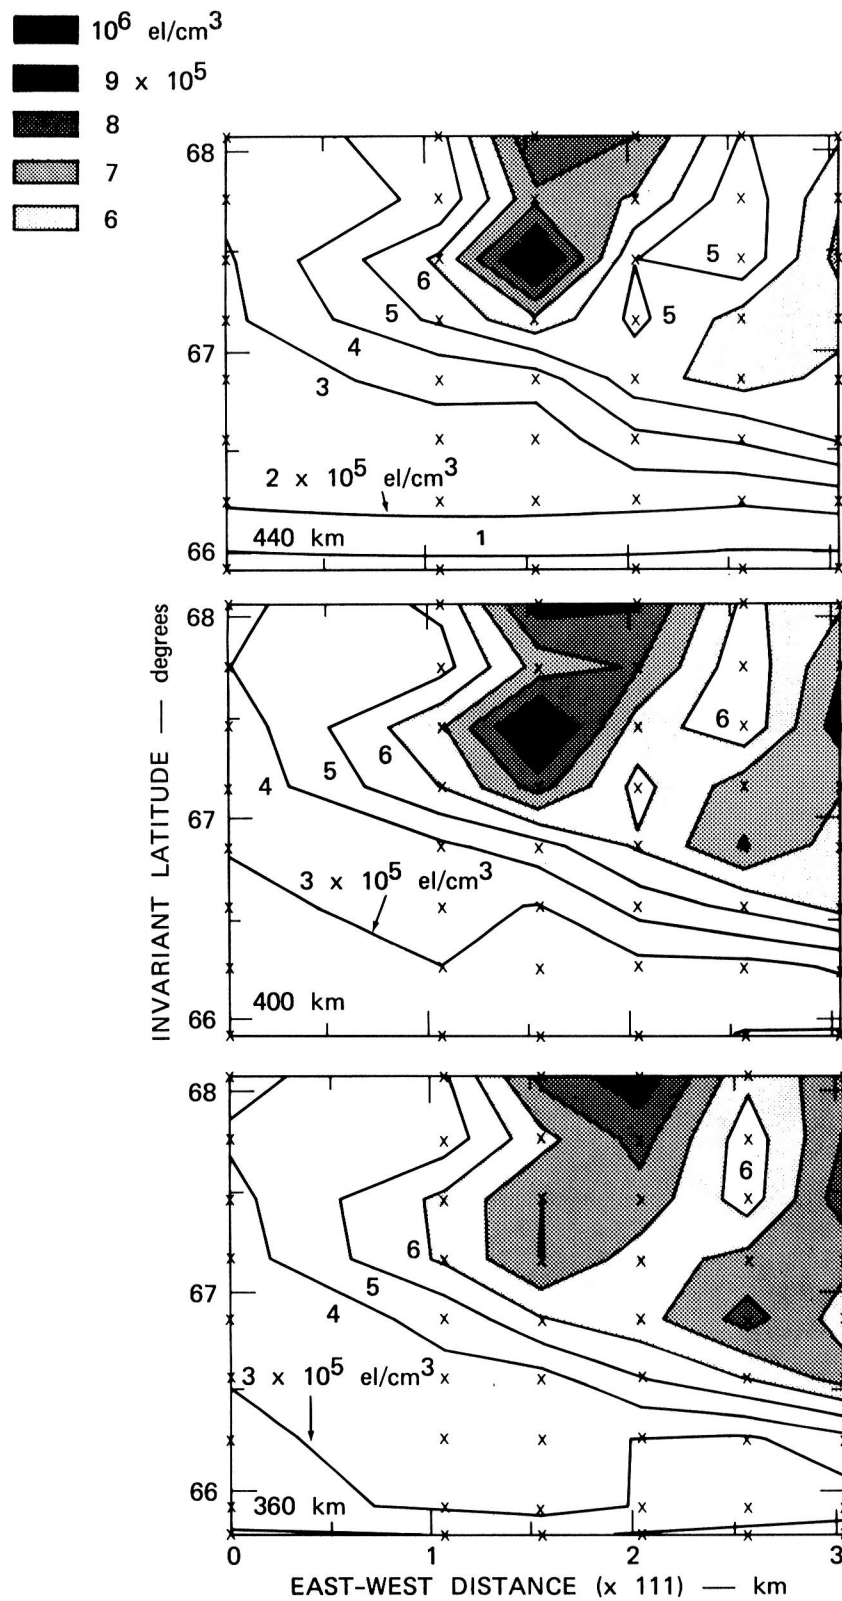 10⁶ el/cm³
9 x 10⁵
8
7
6
68
67
66
5
6
5
5
4
3
2 x 10⁵ el/cm³
440 km
1
INVARIANT LATITUDE — degrees
68
67
66
6
6
5
4
3 x 10⁵ el/cm³
400 km
68
67
66
6
6
5
4
3 x 10⁵ el/cm³
360 km
0 1 2 3
EAST-WEST DISTANCE (x 111) — km